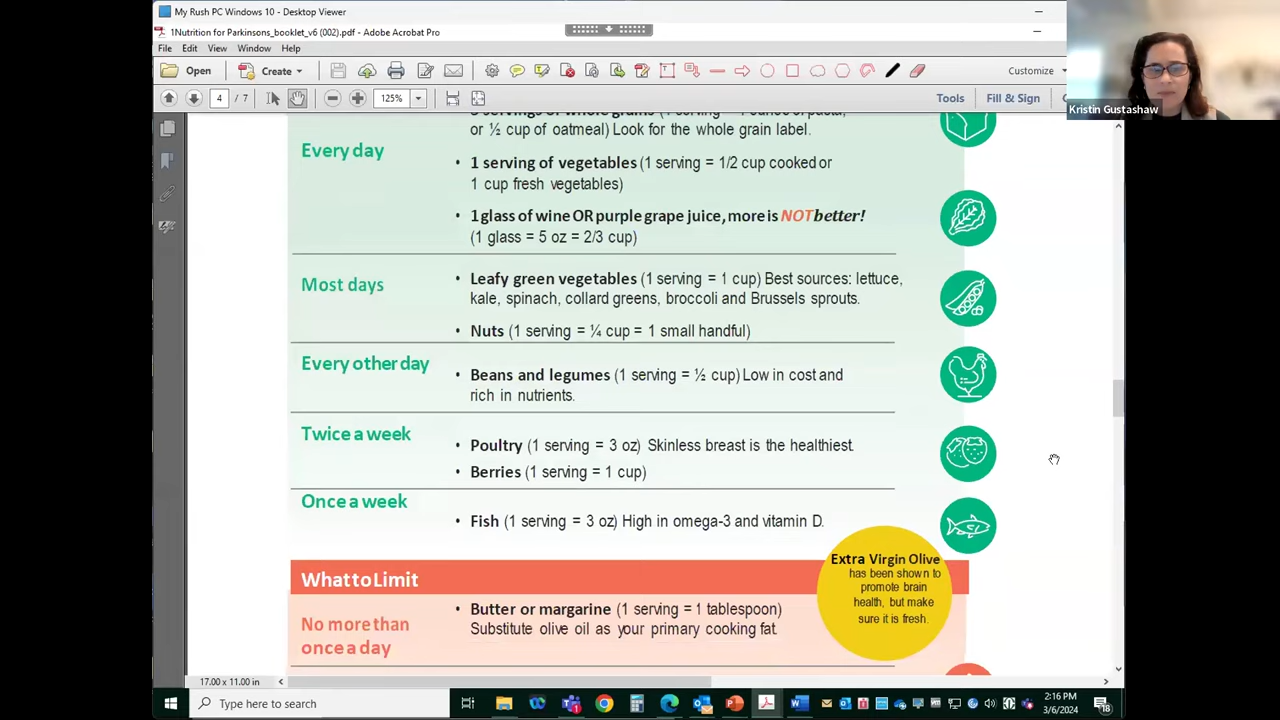 My Rush PC Windows 10 - Desktop Viewer
1Nutrition for Parkinsons_booklet_v6 (002).pdf - Adobe Acrobat Pro
File Edit View Window Help
Open Create Customize
4 / 7 125% Tools Fill & Sign
Kristin Gustashaw
or ½ cup of oatmeal) Look for the whole grain label.
Every day
• 1 serving of vegetables (1 serving = 1/2 cup cooked or
1 cup fresh vegetables)
• 1 glass of wine OR purple grape juice, more is NOT better!
(1 glass = 5 oz = 2/3 cup)
Most days
• Leafy green vegetables (1 serving = 1 cup) Best sources: lettuce,
kale, spinach, collard greens, broccoli and Brussels sprouts.
• Nuts (1 serving = ¼ cup = 1 small handful)
Every other day
• Beans and legumes (1 serving = ½ cup) Low in cost and
rich in nutrients.
Twice a week
• Poultry (1 serving = 3 oz) Skinless breast is the healthiest.
• Berries (1 serving = 1 cup)
Once a week
• Fish (1 serving = 3 oz) High in omega-3 and vitamin D.
Extra Virgin Olive
has been shown to
promote brain
health, but make
sure it is fresh.
What to Limit
No more than
once a day
• Butter or margarine (1 serving = 1 tablespoon)
Substitute olive oil as your primary cooking fat.
17.00 x 11.00 in
Type here to search
2:16 PM
3/6/2024
18